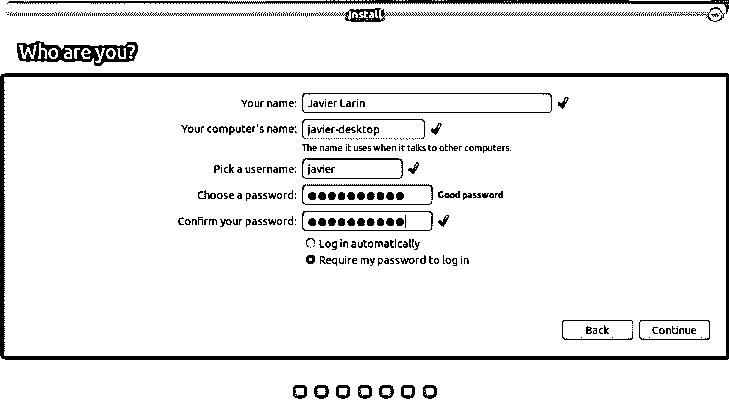 Install
Who are you?
Your name: Javier Larin
Your computer's name: javier-desktop
The name it uses when it talks to other computers.
Pick a username: javier
Choose a password: ●●●●●●●●●● Good password
Confirm your password: ●●●●●●●●●●
Log in automatically
Require my password to log in
Back Continue